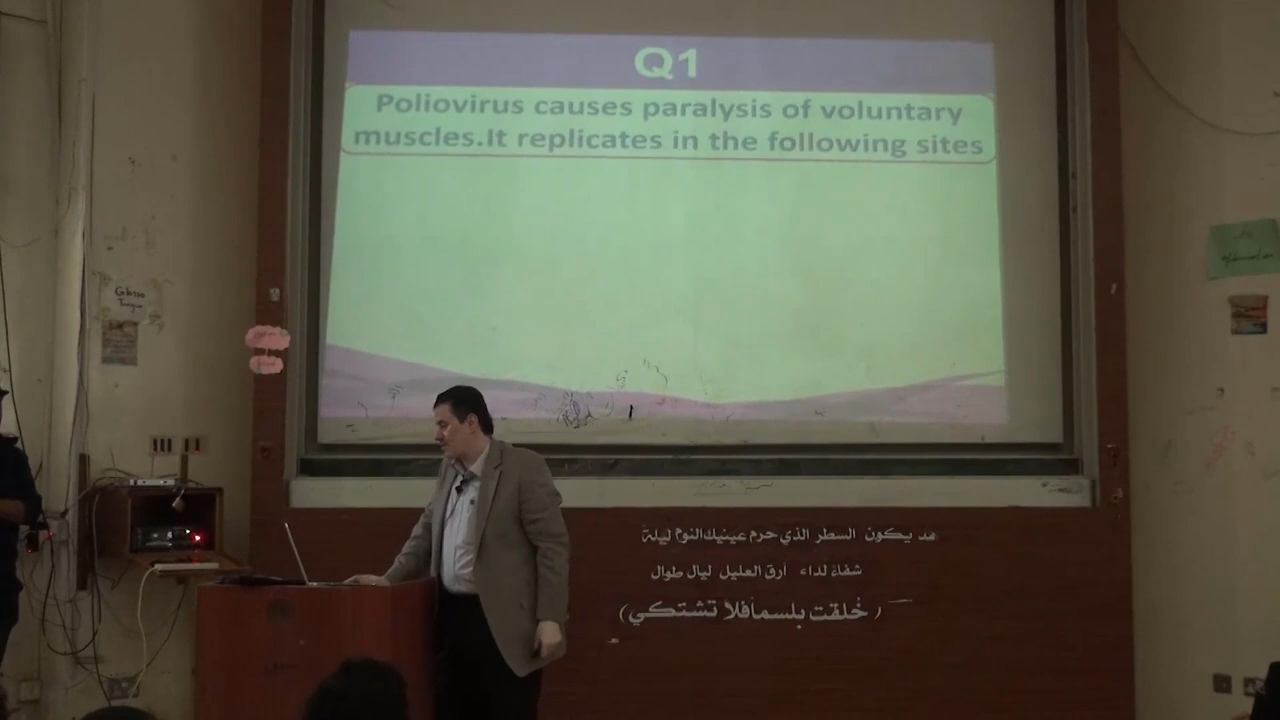 Q1
Poliovirus causes paralysis of voluntary
muscles.It replicates in the following sites
قد يكون السطر الذي حرم عينيك النوم ليلة
شفاءً لداء أرق العليل ليال طوال
(خُلقت بلسماً فلا تشتكي)